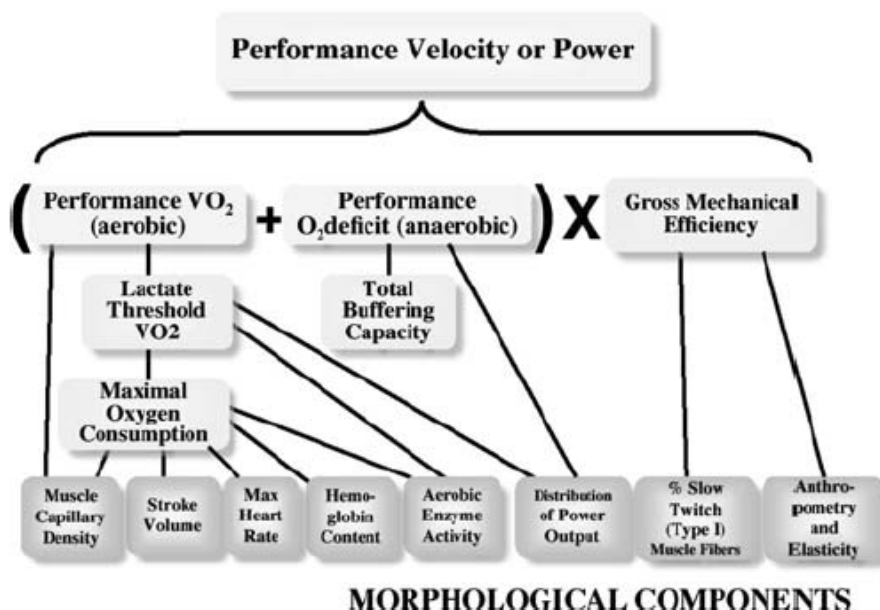 Performance Velocity or Power
( Performance VO₂ + Performance ) X Gross Mechanical
(aerobic) O₂deficit (anaerobic) Efficiency
Lactate
Threshold
VO2
Total
Buffering
Capacity
Maximal
Oxygen
Consumption
Muscle
Capillary
Density
Stroke
Volume
Max
Heart
Rate
Hemo-
globin
Content
Aerobic
Enzyme
Activity
Distribution
of Power
Output
% Slow
Twitch
(Type I)
Muscle Fibers
Anthro-
pometry
and
Elasticity
MORPHOLOGICAL COMPONENTS